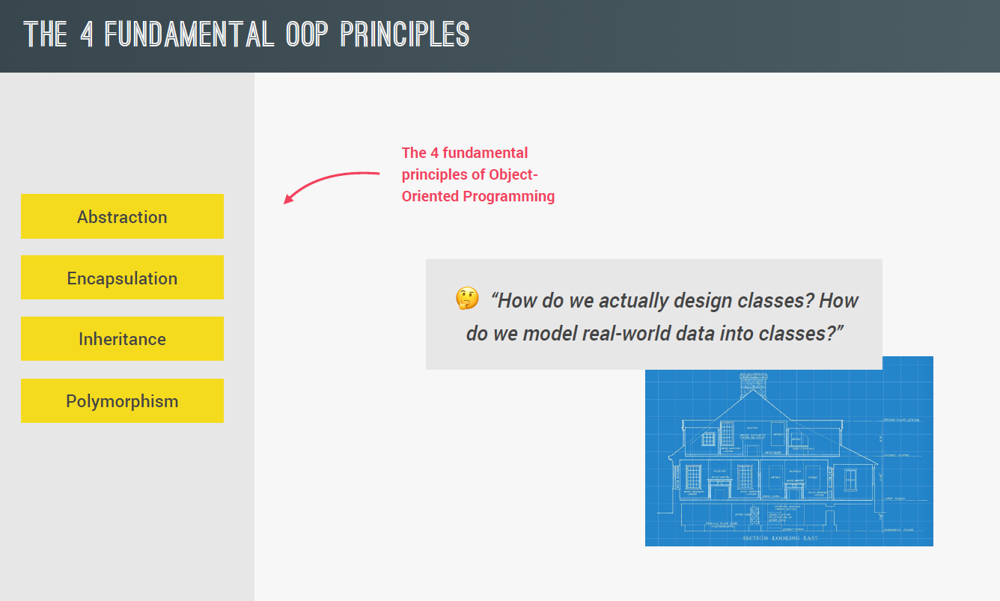 THE 4 FUNDAMENTAL OOP PRINCIPLES
Abstraction
Encapsulation
Inheritance
Polymorphism
The 4 fundamental
principles of Object-
Oriented Programming
🤔 “How do we actually design classes? How
do we model real-world data into classes?”
SECTION LOOKING EAST